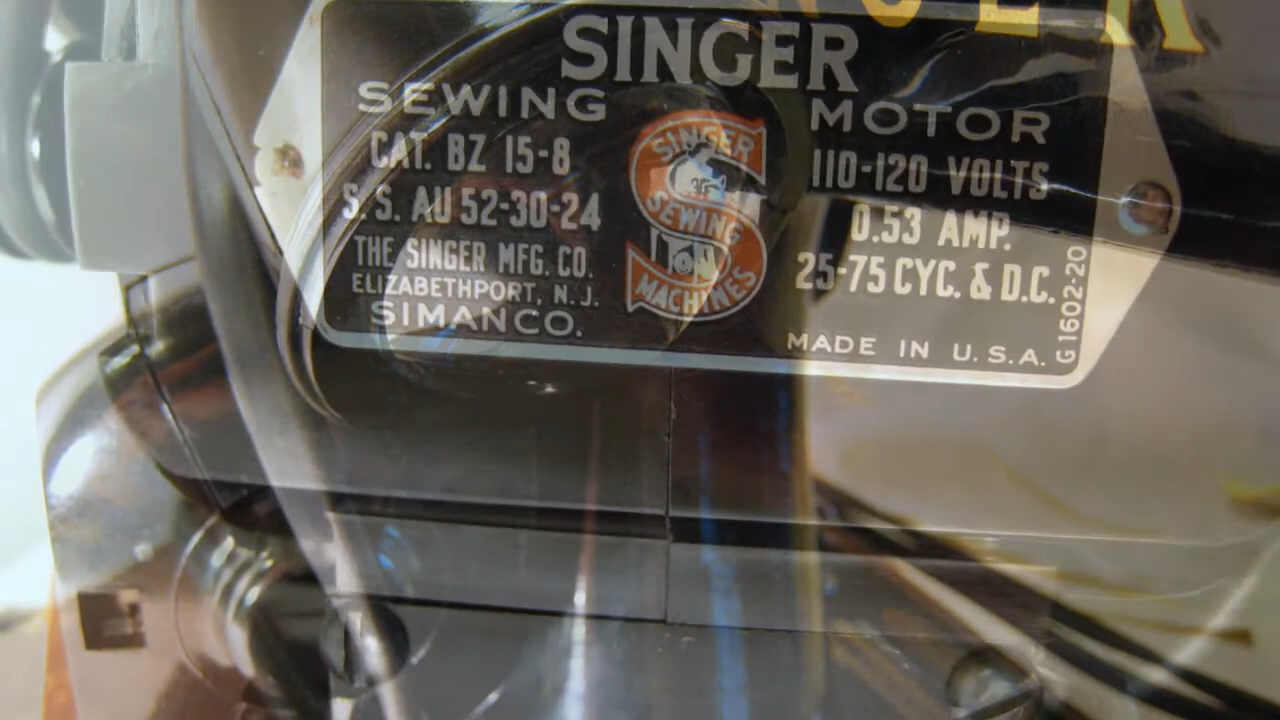 SINGER
SEWING MOTOR
CAT. BZ 15-8
S. S. AU 52-30-24
THE SINGER MFG. CO.
ELIZABETHPORT, N. J.
SIMANCO.
SINGER
SEWING
MACHINES
110-120 VOLTS
0.53 AMP.
25-75 CYC. & D.C.
MADE IN U.S.A.
G1602-20